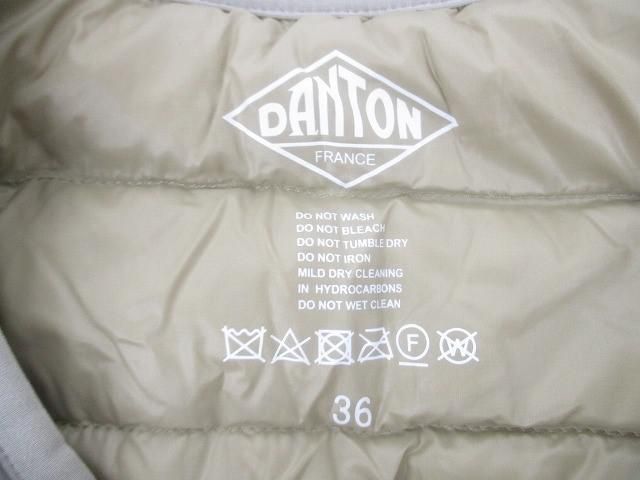 DANTON
FRANCE
DO NOT WASH
DO NOT BLEACH
DO NOT TUMBLE DRY
DO NOT IRON
MILD DRY CLEANING
IN HYDROCARBONS
DO NOT WET CLEAN
F W
36